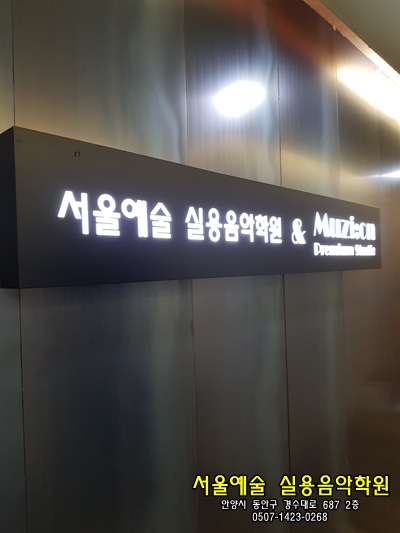 서울예술 실용음악학원 & Muzieon
Premium Studio
서울예술 실용음악학원
안양시 동안구 경수대로 687 2층
0507-1423-0268